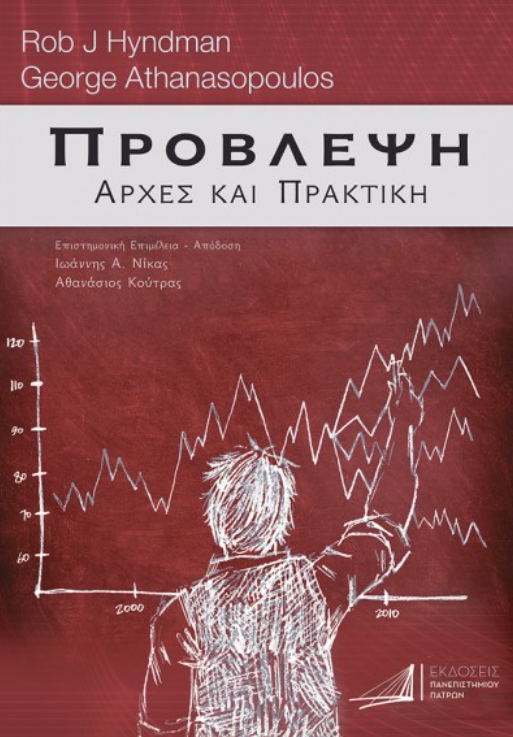 Rob J Hyndman
George Athanasopoulos
ΠΡΟΒΛΕΨΗ
ΑΡΧΕΣ ΚΑΙ ΠΡΑΚΤΙΚΗ
Επιστημονική Επιμέλεια - Απόδοση
Ιωάννης Α. Νίκας
Αθανάσιος Κούτρας
120
110
90
80
70
60
2000
2010
ΕΚΔΟΣΕΙΣ
ΠΑΝΕΠΙΣΤΗΜΙΟΥ
ΠΑΤΡΩΝ